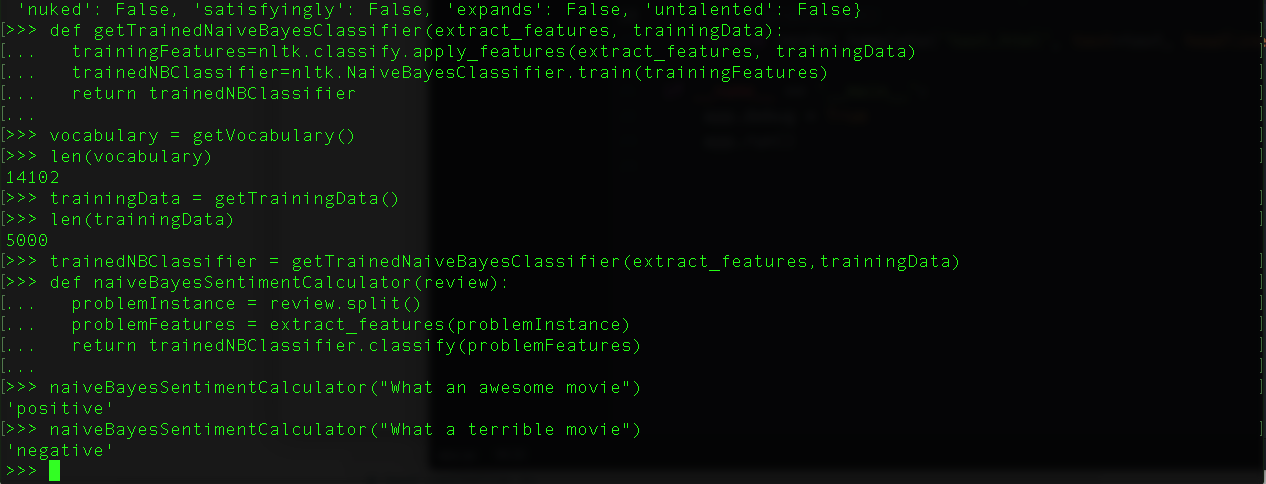 'nuked': False, 'satisfyingly': False, 'expands': False, 'untalented': False}
[>>> def getTrainedNaiveBayesClassifier(extract_features, trainingData): ]
[...   trainingFeatures=nltk.classify.apply_features(extract_features, trainingData) ]
[...   trainedNBClassifier=nltk.NaiveBayesClassifier.train(trainingFeatures) ]
[...   return trainedNBClassifier ]
[... ]
[>>> vocabulary = getVocabulary() ]
[>>> len(vocabulary) ]
14102
[>>> trainingData = getTrainingData() ]
[>>> len(trainingData) ]
5000
[>>> trainedNBClassifier = getTrainedNaiveBayesClassifier(extract_features,trainingData) ]
[>>> def naiveBayesSentimentCalculator(review): ]
[...   problemInstance = review.split() ]
[...   problemFeatures = extract_features(problemInstance) ]
[...   return trainedNBClassifier.classify(problemFeatures) ]
[... ]
[>>> naiveBayesSentimentCalculator("What an awesome movie") ]
'positive'
[>>> naiveBayesSentimentCalculator("What a terrible movie") ]
'negative'
>>>